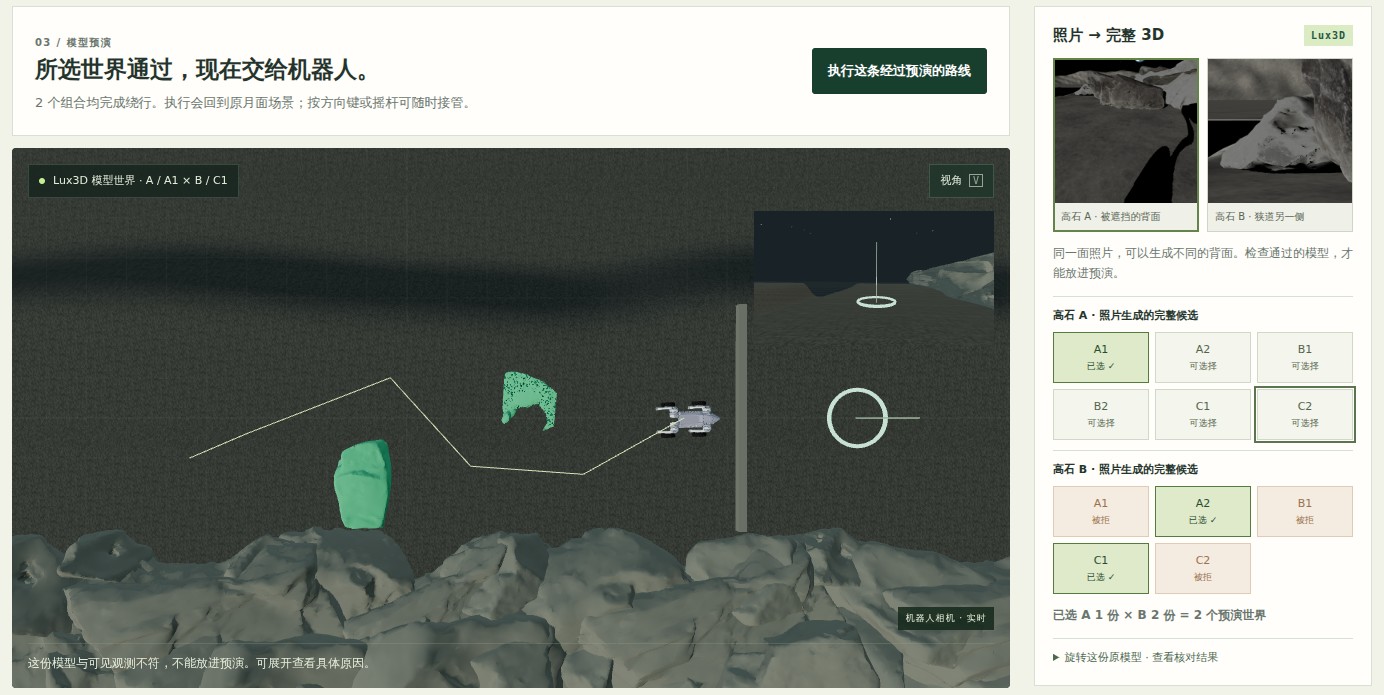 03 / 模型预演
所选世界通过，现在交给机器人。
2 个组合均完成绕行。执行会回到原月面场景；按方向键或摇杆可随时接管。
执行这条经过预演的路线
Lux3D 模型世界 · A / A1 × B / C1
视角 V
机器人相机 · 实时
这份模型与可见观测不符，不能放进预演。可展开查看具体原因。
照片 → 完整 3D
Lux3D
高石 A · 被遮挡的背面
高石 B · 狭道另一侧
同一面照片，可以生成不同的背面。检查通过的模型，才
能放进预演。
高石 A · 照片生成的完整候选
A1
已选 ✓
A2
可选择
B1
可选择
B2
可选择
C1
可选择
C2
可选择
高石 B · 照片生成的完整候选
A1
被拒
A2
已选 ✓
B1
被拒
C1
已选 ✓
C2
被拒
已选 A 1 份 × B 2 份 = 2 个预演世界
▶ 旋转这份原模型 · 查看核对结果